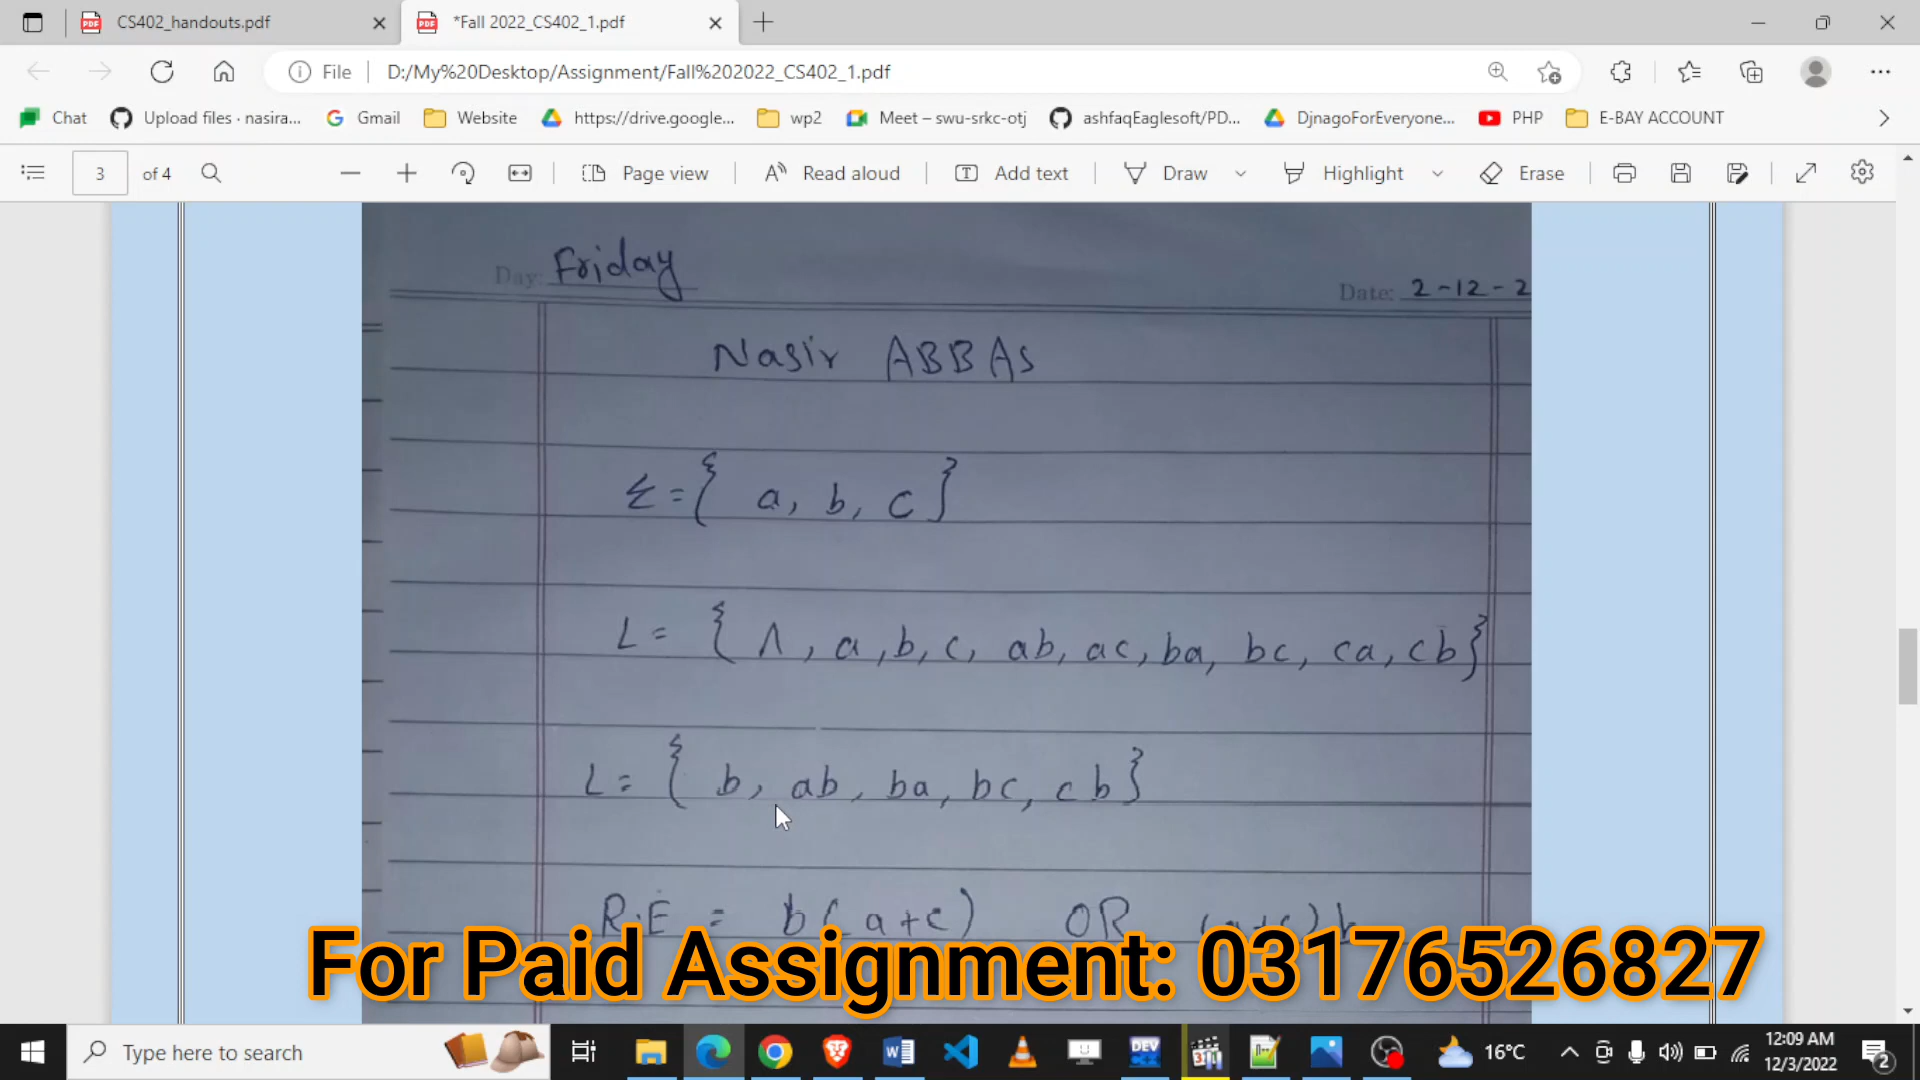 CS402_handouts.pdf
*Fall 2022_CS402_1.pdf
File
D:/My%20Desktop/Assignment/Fall%202022_CS402_1.pdf
Chat
Upload files · nasira...
Gmail
Website
https://drive.google...
wp2
Meet – swu-srkc-otj
ashfaqEaglesoft/PD...
DjnagoForEveryone...
PHP
E-BAY ACCOUNT
3 of 4
Page view
Read aloud
Add text
Draw
Highlight
Erase
Day: Friday
Date: 2-12-2
Nasir ABBAs
Σ = { a, b, c }
L = { Λ, a, b, c, ab, ac, ba, bc, ca, cb }
L = { b, ab, ba, bc, cb }
R.E = b(a+c) OR (a+c)b
For Paid Assignment: 03176526827
Type here to search
16°C
12:09 AM
12/3/2022
2